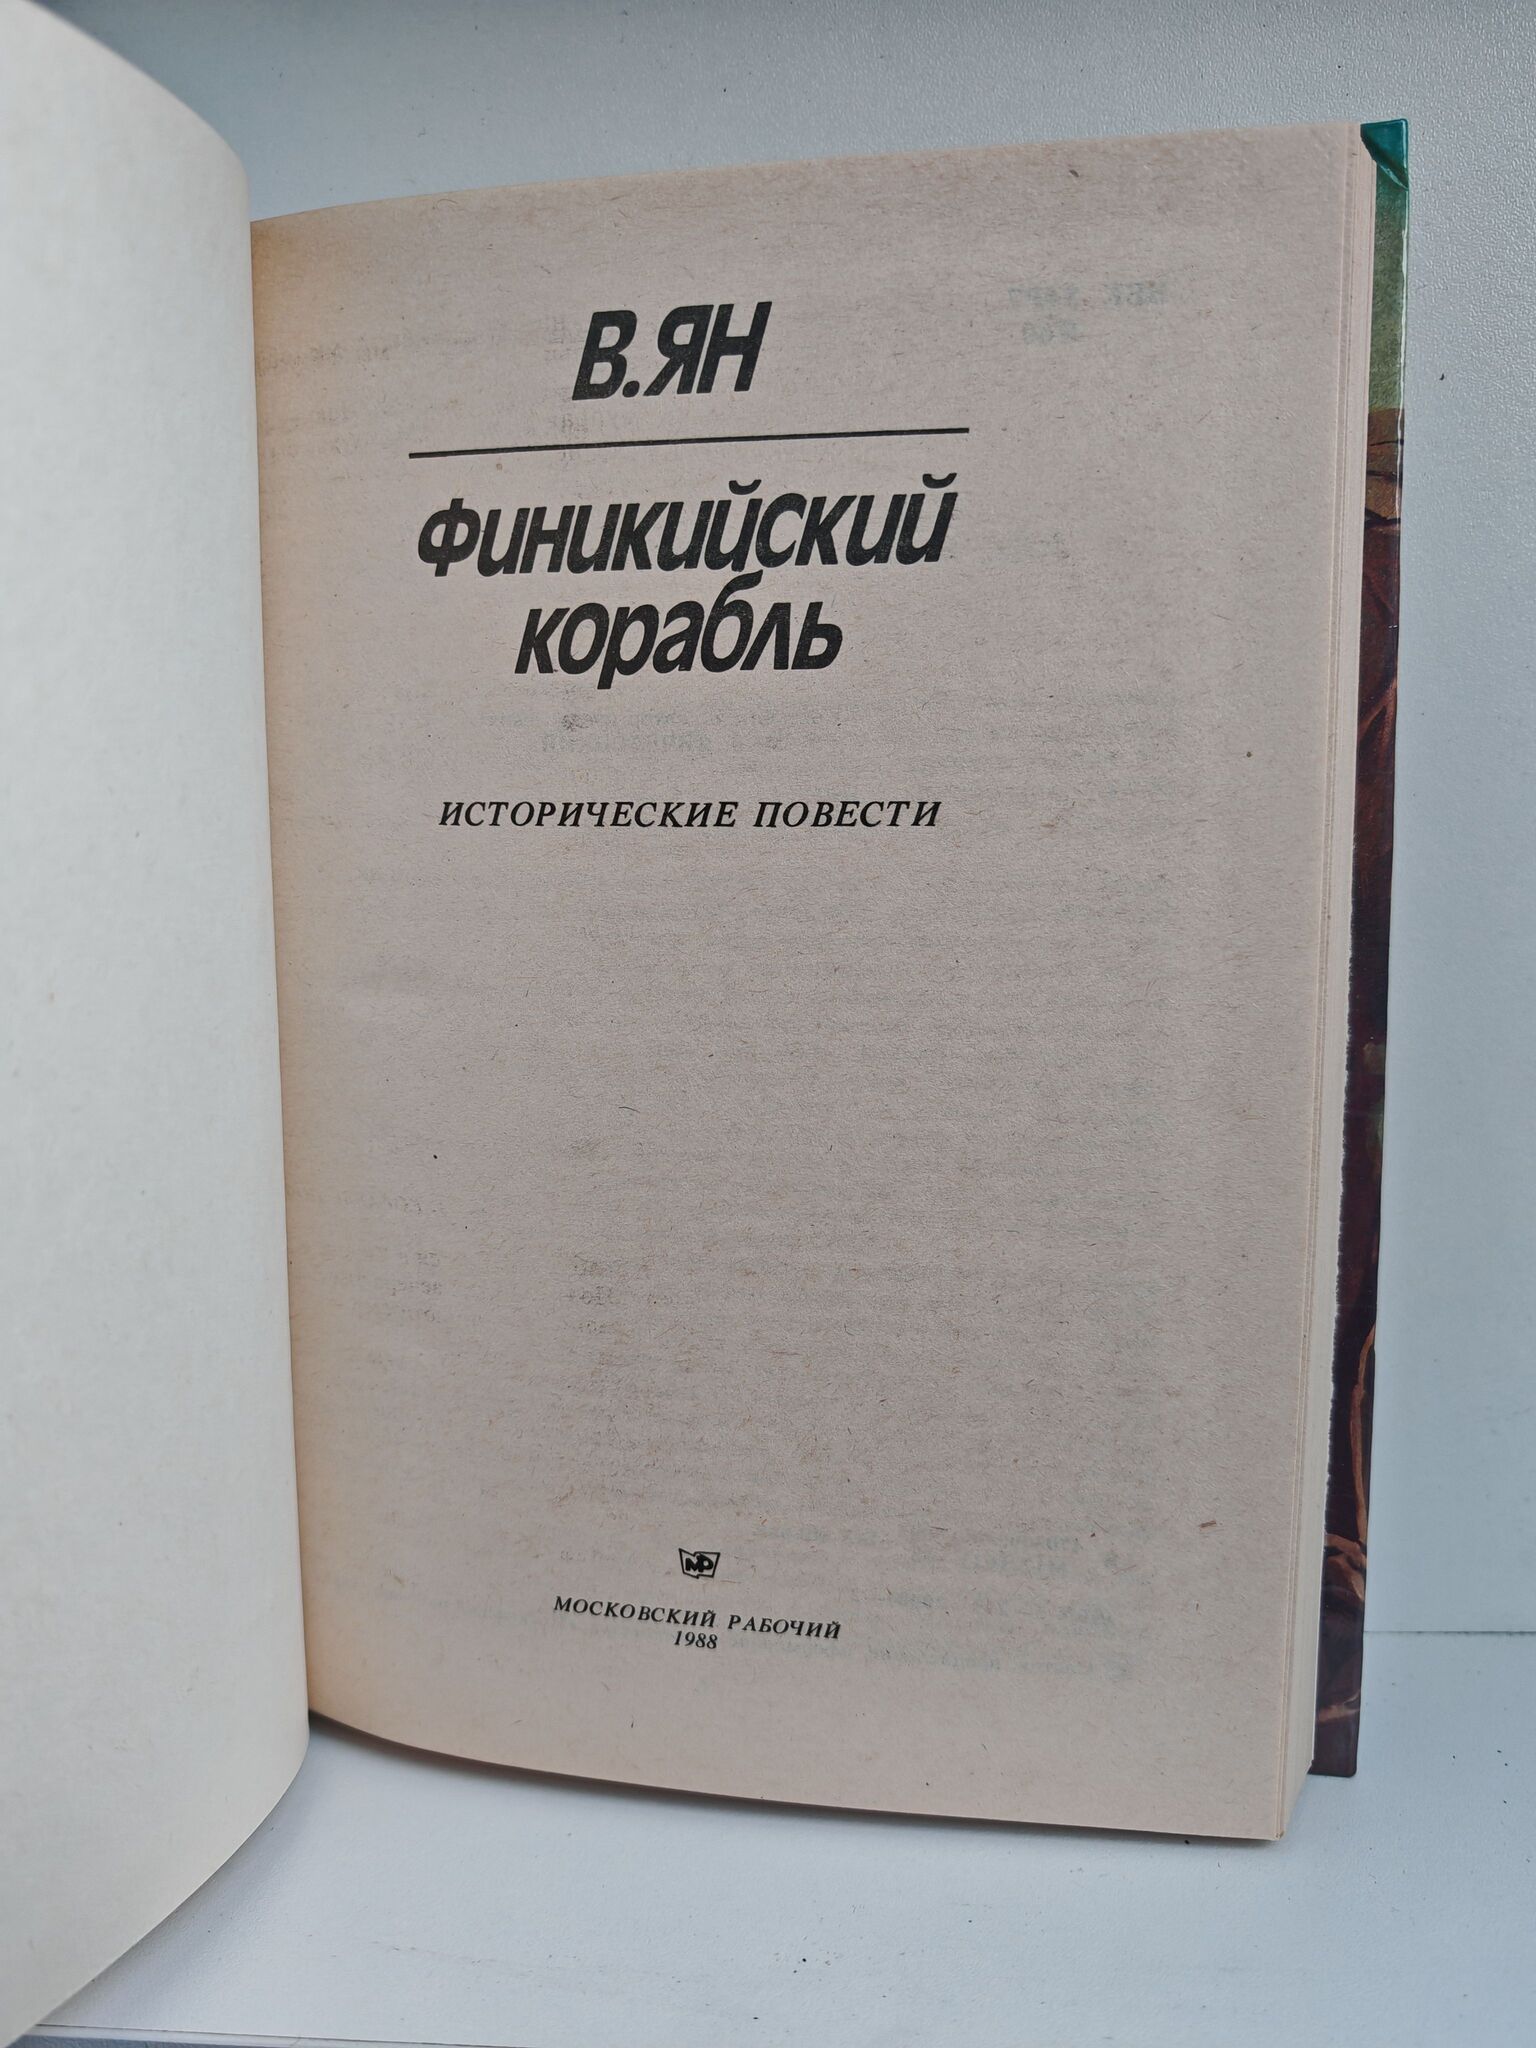 В.ЯН
Финикийский
корабль
ИСТОРИЧЕСКИЕ ПОВЕСТИ
МР
МОСКОВСКИЙ РАБОЧИЙ
1988